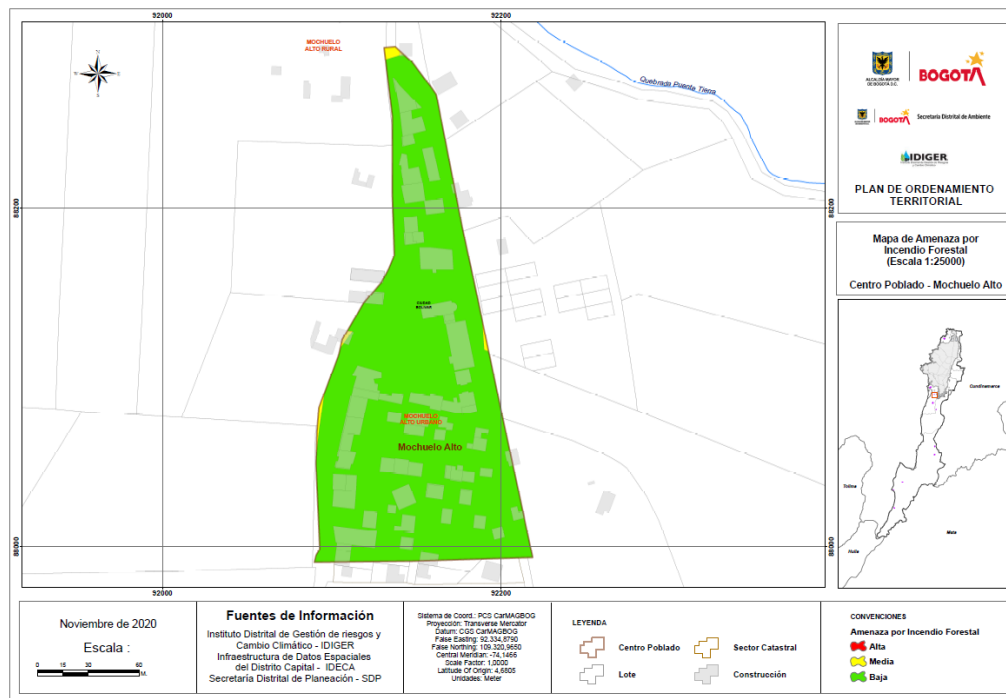 92000
92200
MOCHUELO
ALTO RURAL
N
Quebrada Puente Tierra
88200
88200
CIUDAD
BOLIVAR
MOCHUELO
ALTO URBANO
Mochuelo Alto
88000
88000
92000
92200
ALCALDÍA MAYOR
DE BOGOTÁ D.C.
BOGOTÁ
BOGOTÁ
Secretaría Distrital de Ambiente
IDIGER
PLAN DE ORDENAMIENTO
TERRITORIAL
Mapa de Amenaza por
Incendio Forestal
(Escala 1:25000)
Centro Poblado - Mochuelo Alto
Cundinamarca
Tolima
Meta
Huila
Noviembre de 2020
Escala :
0 15 30 60
M.
Fuentes de Información
Instituto Distrital de Gestión de riesgos y
Cambio Climático - IDIGER
Infraestructura de Datos Espaciales
del Distrito Capital - IDECA
Secretaría Distrital de Planeación - SDP
Sistema de Coord.: PCS CarMAGBOG
Proyección: Transverse Mercator
Datum: CGS CarMAGBOG
False Easting: 92.334,8790
False Northing: 109.320,9650
Central Meridian: -74,1466
Scale Factor: 1,0000
Latitude Of Origin: 4,6805
Unidades: Meter
LEYENDA
Centro Poblado
Sector Catastral
Lote
Construcción
CONVENCIONES
Amenaza por Incendio Forestal
Alta
Media
Baja